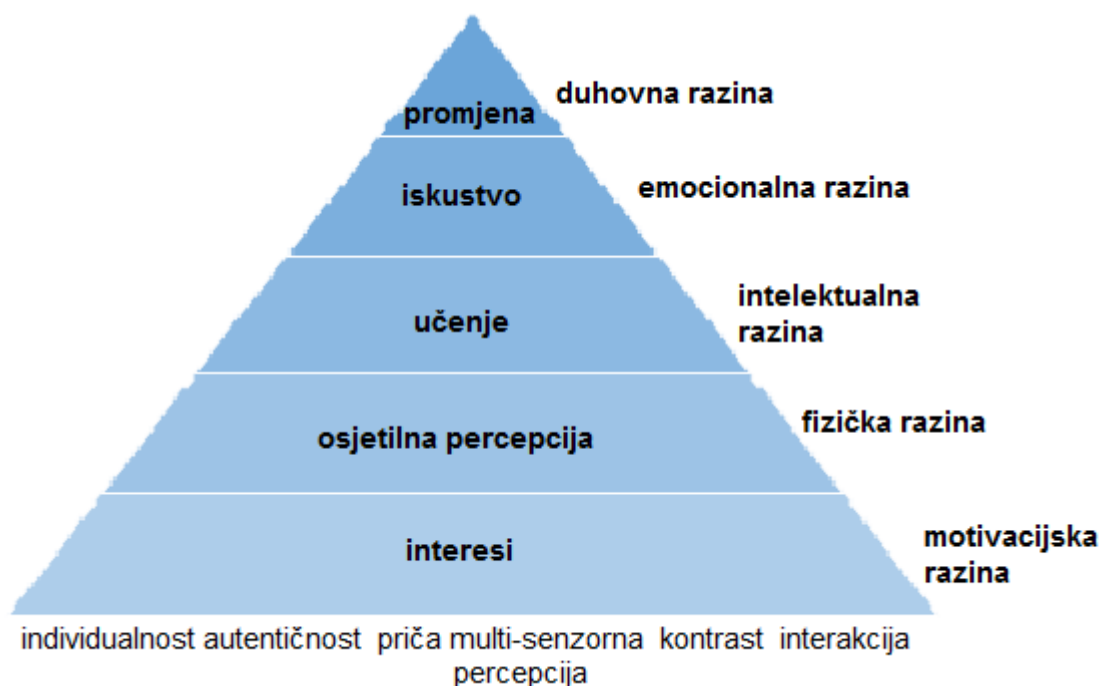 promjena
duhovna razina
iskustvo
emocionalna razina
učenje
intelektualna
razina
osjetilna percepcija
fizička razina
interesi
motivacijska
razina
individualnost autentičnost priča multi-senzorna kontrast interakcija
percepcija